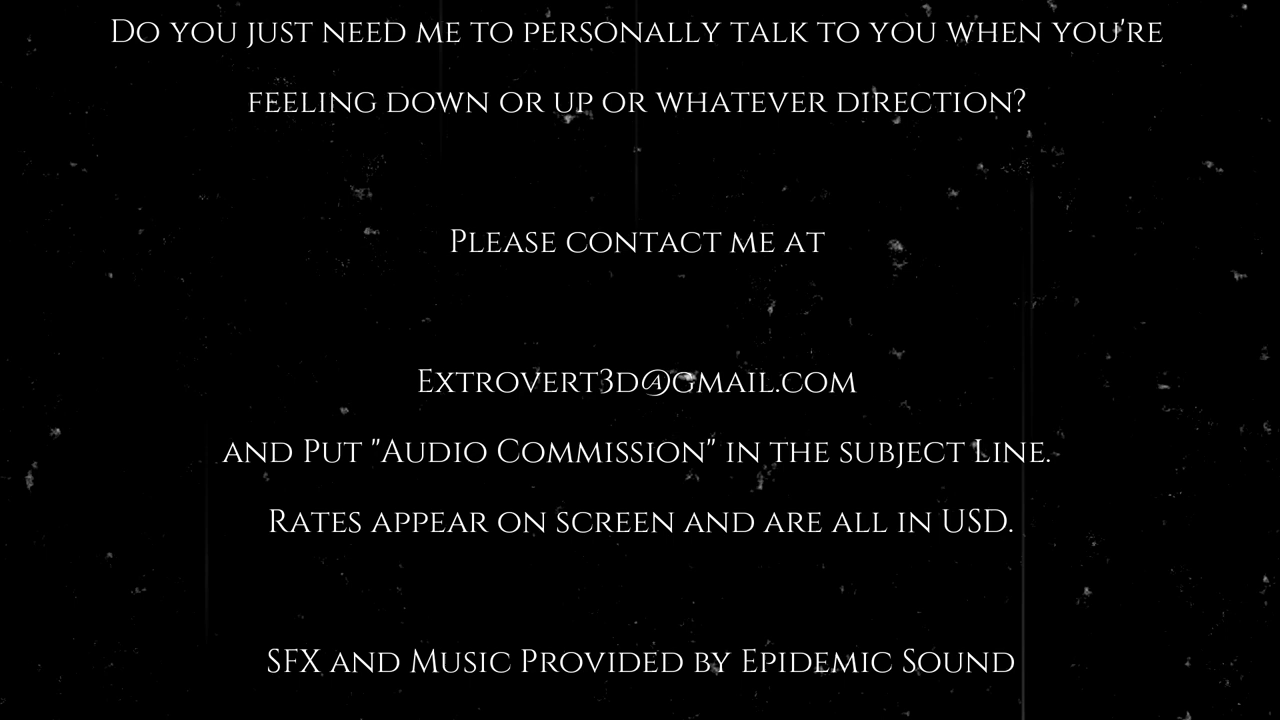 Do you just need me to personally talk to you when you're
feeling down or up or whatever direction?
Please contact me at
Extrovert3d@gmail.com
and Put "Audio Commission" in the subject Line.
Rates appear on screen and are all in USD.
SFX and Music Provided by Epidemic Sound